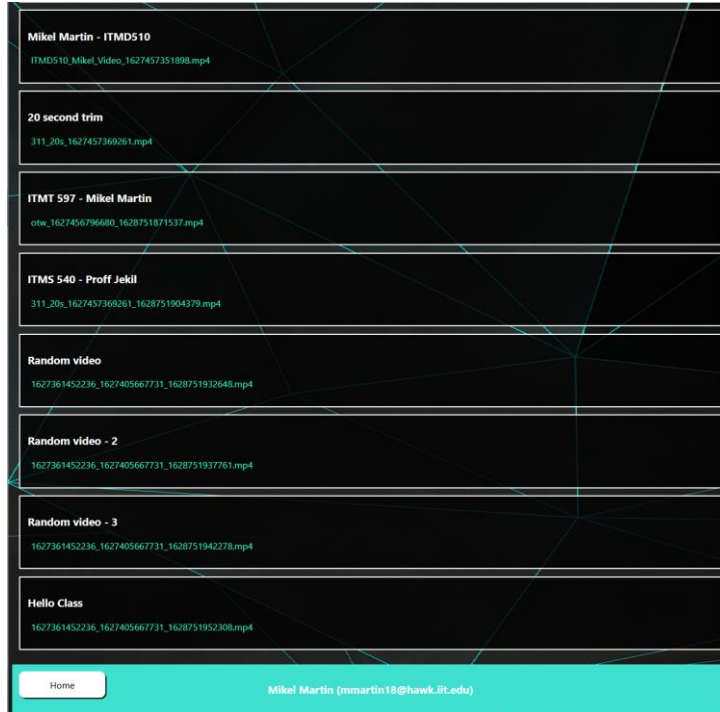 Mikel Martin - ITMD510
ITMD510_Mikel_Video_1627457351898.mp4
20 second trim
311_20s_1627457369261.mp4
ITMT 597 - Mikel Martin
otw_1627456796680_1628751871537.mp4
ITMS 540 - Proff Jekil
311_20s_1627457369261_1628751904379.mp4
Random video
1627361452236_1627405667731_1628751932648.mp4
Random video - 2
1627361452236_1627405667731_1628751937761.mp4
Random video - 3
1627361452236_1627405667731_1628751942278.mp4
Hello Class
1627361452236_1627405667731_1628751952308.mp4
Home
Mikel Martin (mmartin18@hawk.iit.edu)